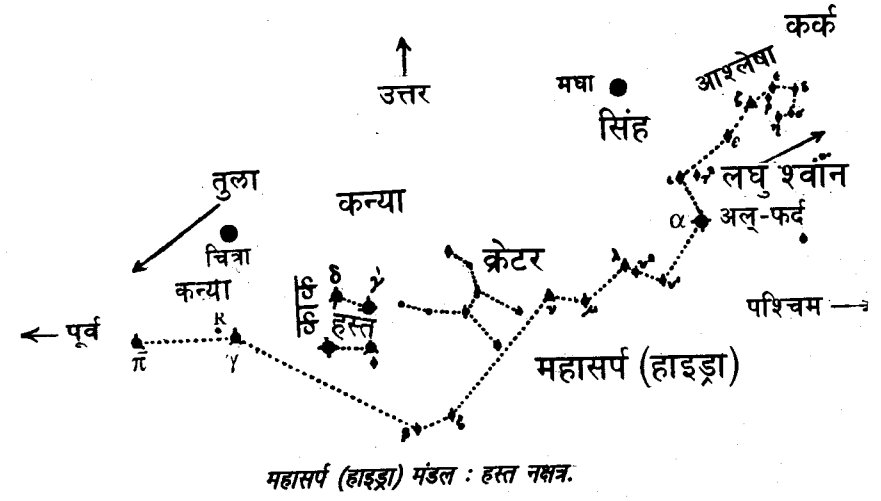 कर्क
आश्लेषा
मघा
उत्तर
सिंह
लघु श्वॉन
तुला
कन्या
α अल्-फर्द
चित्रा
क्रेटर
कन्या
δ γ
काक
हस्त
पश्चिम
पूर्व
R
π γ
ν μ λ
महासर्प (हाइड्रा)
β ξ
महासर्प (हाइड्रा) मंडल : हस्त नक्षत्र.